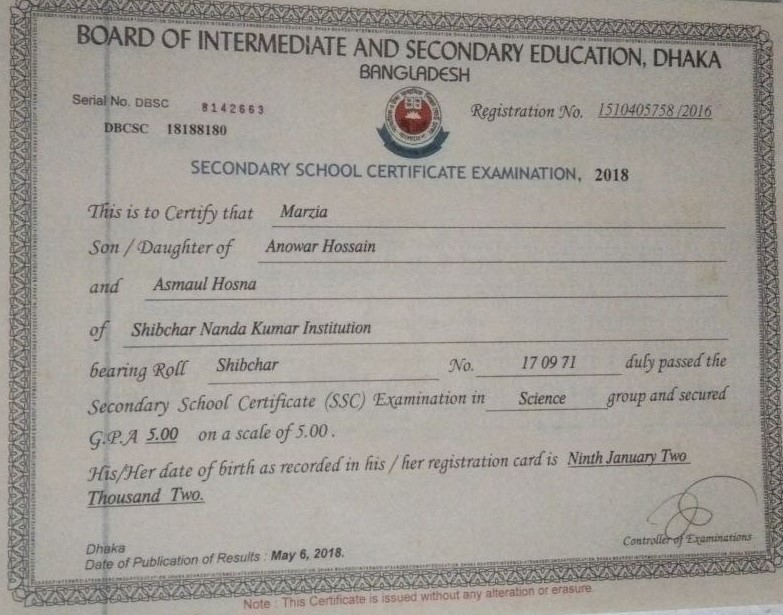 BOARD OF INTERMEDIATE AND SECONDARY EDUCATION, DHAKA
BANGLADESH
Serial No. DBSC 8142663
Registration No. 1510405758/2016
DBCSC 18188180
SECONDARY SCHOOL CERTIFICATE EXAMINATION, 2018
This is to Certify that Marzia
Son / Daughter of Anowar Hossain
and Asmaul Hosna
of Shibchar Nanda Kumar Institution
bearing Roll Shibchar No. 17 09 71 duly passed the
Secondary School Certificate (SSC) Examination in Science group and secured
G.P.A 5.00 on a scale of 5.00 .
His/Her date of birth as recorded in his / her registration card is Ninth January Two
Thousand Two.
Dhaka
Date of Publication of Results : May 6, 2018.
Controller of Examinations
Note : This Certificate is issued without any alteration or erasure.